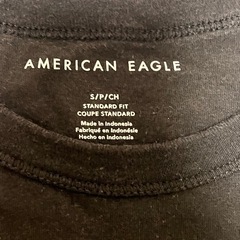 AMERICAN EAGLE
S/P/CH
STANDARD FIT
COUPE STANDARD
Made in Indonesia
Fabriqué en Indonésie
Hecho en Indonesia